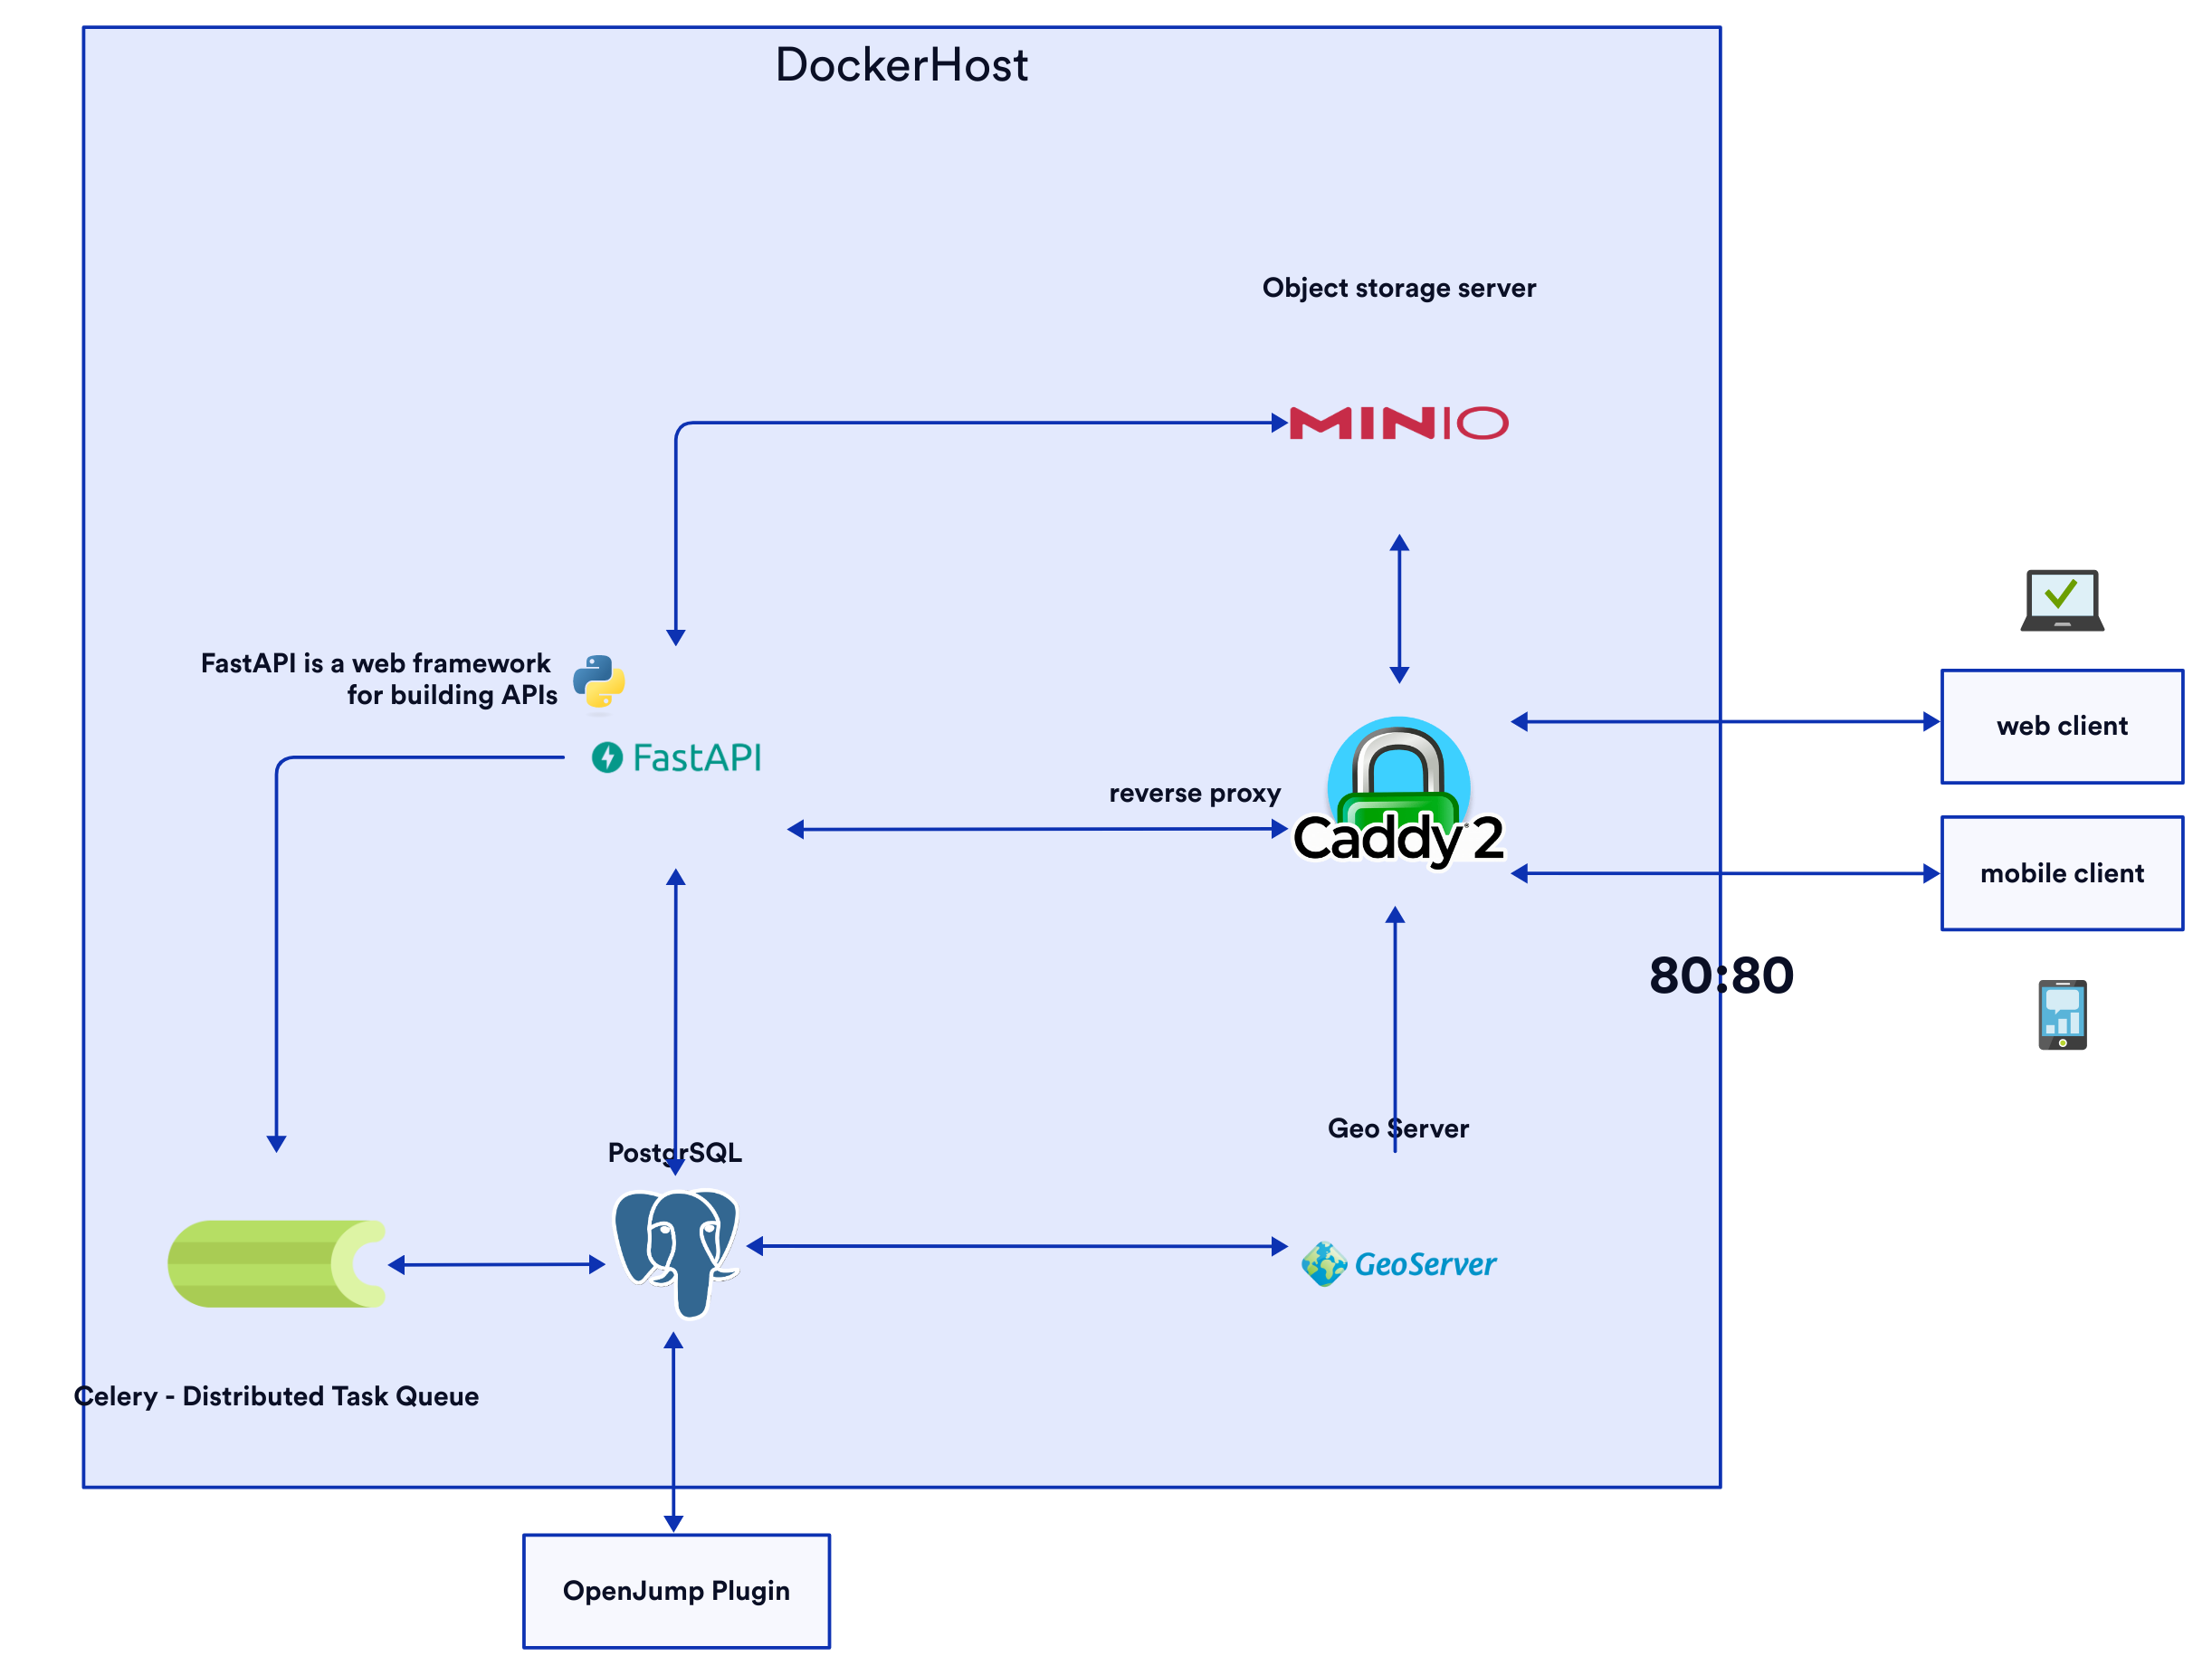 DockerHost
Object storage server
MINIO
FastAPI is a web framework
for building APIs
FastAPI
reverse proxy
Caddy 2
web client
mobile client
80:80
Geo Server
PostgrSQL
GeoServer
Celery - Distributed Task Queue
OpenJump Plugin